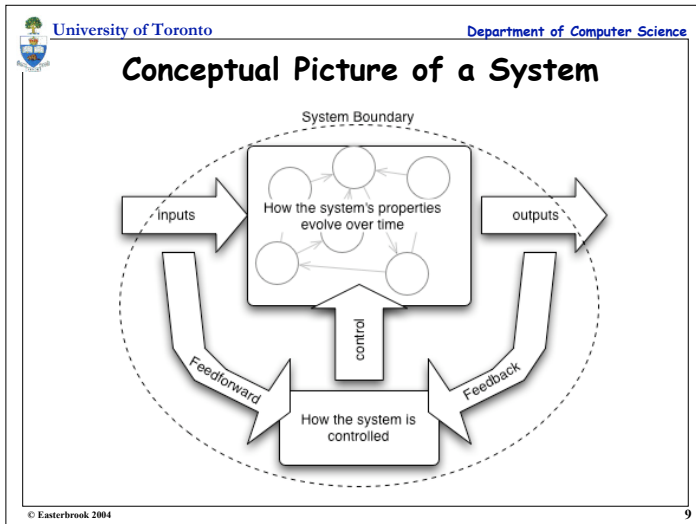 University of Toronto
Department of Computer Science
Conceptual Picture of a System
System Boundary
inputs
How the system's properties
evolve over time
outputs
control
Feedforward
Feedback
How the system is
controlled
© Easterbrook 2004
9